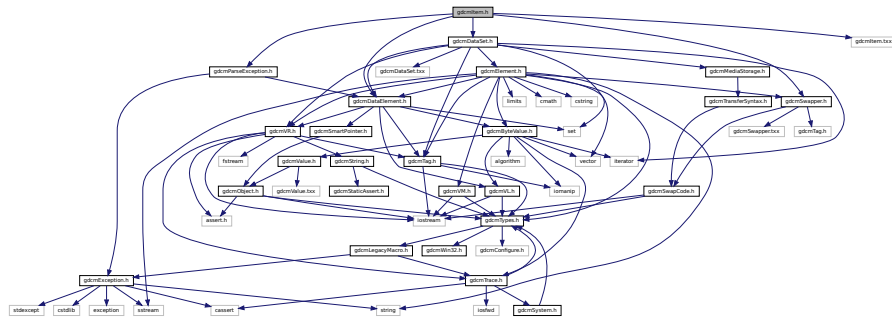 gdcmItem.h
gdcmDataSet.h
gdcmItem.txx
gdcmParseException.h
gdcmDataSet.txx
gdcmElement.h
gdcmMediaStorage.h
gdcmDataElement.h
limits
cmath
cstring
gdcmTransferSyntax.h
gdcmSwapper.h
gdcmVR.h
gdcmSmartPointer.h
gdcmByteValue.h
set
gdcmSwapper.txx
gdcmTag.h
fstream
gdcmValue.h
gdcmString.h
gdcmTag.h
algorithm
vector
iterator
gdcmObject.h
gdcmValue.txx
gdcmStaticAssert.h
gdcmVM.h
gdcmVL.h
iomanip
gdcmSwapCode.h
assert.h
iostream
gdcmTypes.h
gdcmLegacyMacro.h
gdcmWin32.h
gdcmConfigure.h
gdcmException.h
gdcmTrace.h
stdexcept
cstdlib
exception
sstream
cassert
string
iosfwd
gdcmSystem.h